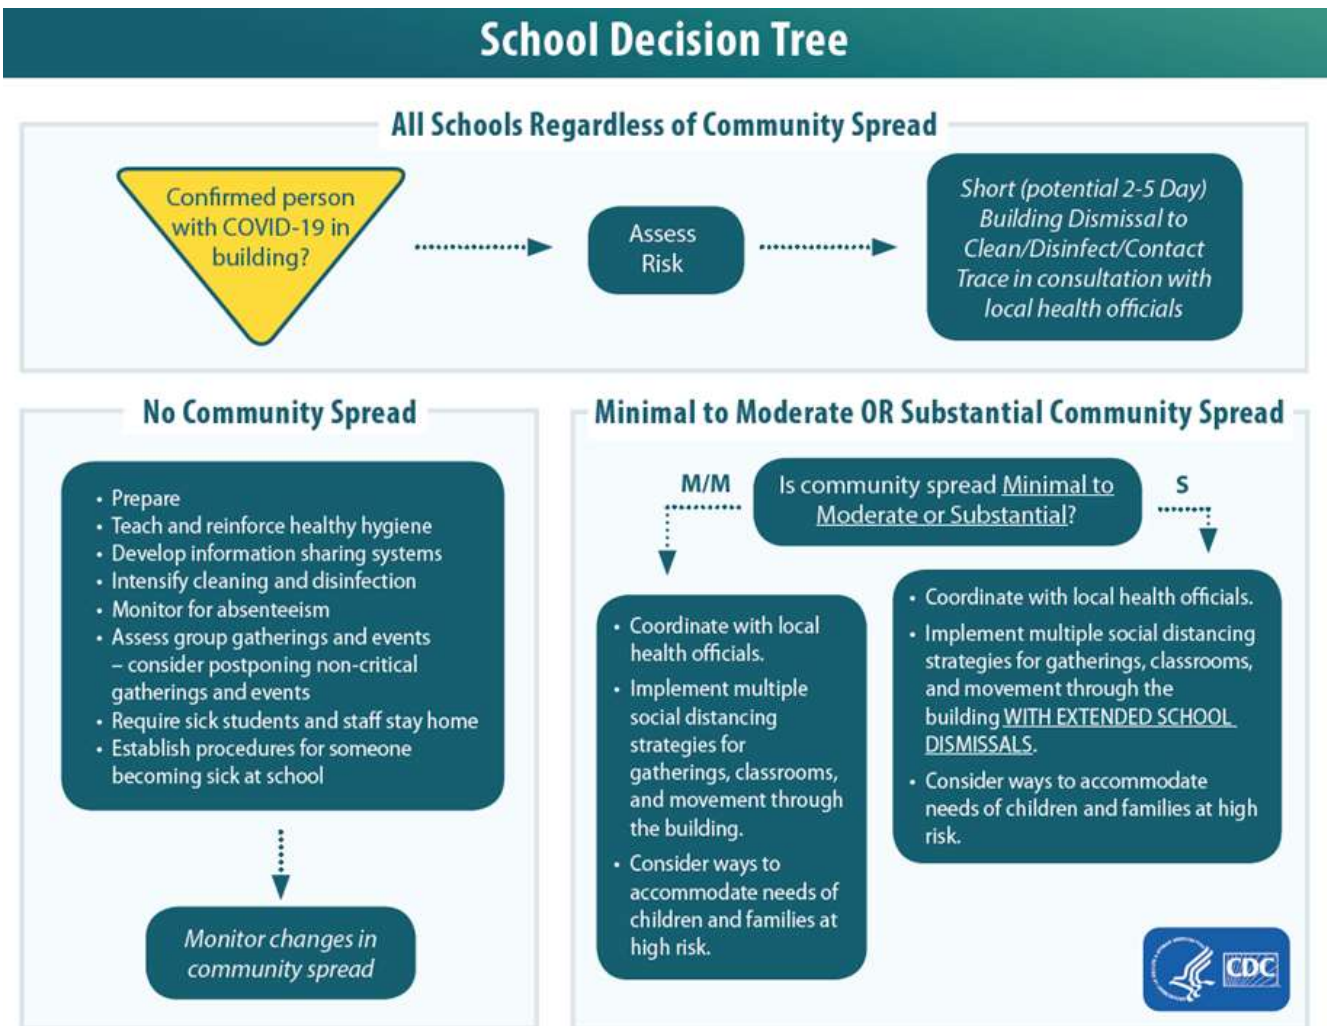 School Decision Tree
All Schools Regardless of Community Spread
Confirmed person
with COVID-19 in
building?
Assess
Risk
Short (potential 2-5 Day)
Building Dismissal to
Clean/Disinfect/Contact
Trace in consultation with
local health officials
No Community Spread
• Prepare
• Teach and reinforce healthy hygiene
• Develop information sharing systems
• Intensify cleaning and disinfection
• Monitor for absenteeism
• Assess group gatherings and events
– consider postponing non-critical
gatherings and events
• Require sick students and staff stay home
• Establish procedures for someone
becoming sick at school
Monitor changes in
community spread
Minimal to Moderate OR Substantial Community Spread
M/M
Is community spread Minimal to
Moderate or Substantial?
S
• Coordinate with local
health officials.
• Implement multiple
social distancing
strategies for
gatherings, classrooms,
and movement through
the building.
• Consider ways to
accommodate needs of
children and families at
high risk.
• Coordinate with local health officials.
• Implement multiple social distancing
strategies for gatherings, classrooms,
and movement through the
building WITH EXTENDED SCHOOL
DISMISSALS.
• Consider ways to accommodate
needs of children and families at high
risk.
CDC